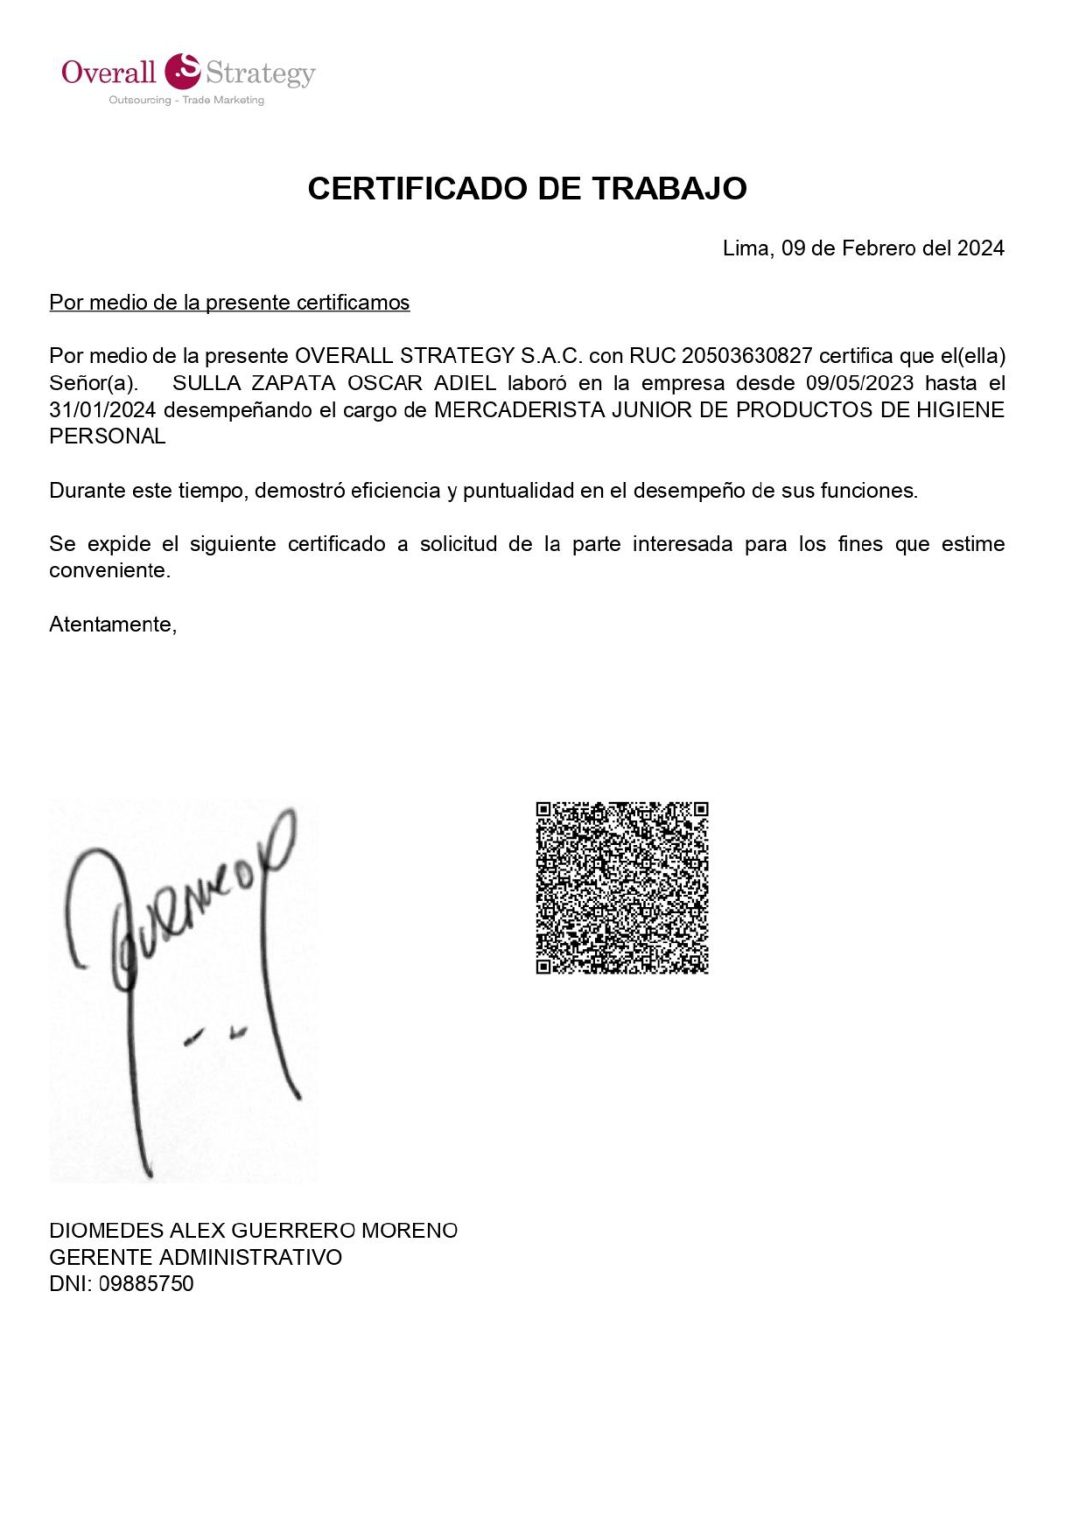 Overall .S Strategy
Outsourcing - Trade Marketing
CERTIFICADO DE TRABAJO
Lima, 09 de Febrero del 2024
Por medio de la presente certificamos
Por medio de la presente OVERALL STRATEGY S.A.C. con RUC 20503630827 certifica que el(ella)
Señor(a). SULLA ZAPATA OSCAR ADIEL laboró en la empresa desde 09/05/2023 hasta el
31/01/2024 desempeñando el cargo de MERCADERISTA JUNIOR DE PRODUCTOS DE HIGIENE
PERSONAL
Durante este tiempo, demostró eficiencia y puntualidad en el desempeño de sus funciones.
Se expide el siguiente certificado a solicitud de la parte interesada para los fines que estime
conveniente.
Atentamente,
DIOMEDES ALEX GUERRERO MORENO
GERENTE ADMINISTRATIVO
DNI: 09885750